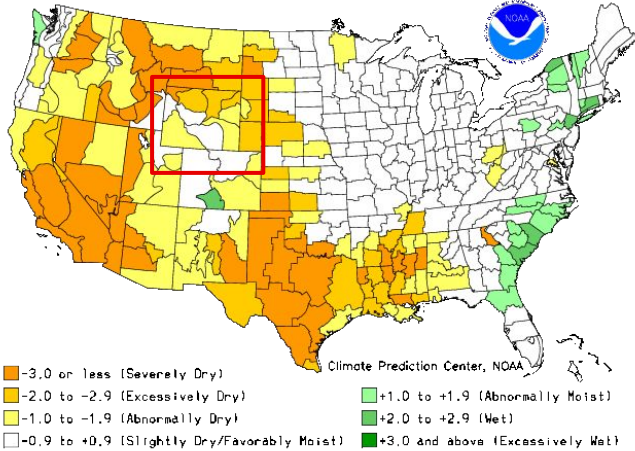 NOAA
Climate Prediction Center, NOAA
-3.0 or less (Severely Dry)
-2.0 to -2.9 (Excessively Dry)
-1.0 to -1.9 (Abnormally Dry)
-0.9 to +0.9 (Slightly Dry/Favorably Moist)
+1.0 to +1.9 (Abnormally Moist)
+2.0 to +2.9 (Wet)
+3.0 and above (Excessively Wet)